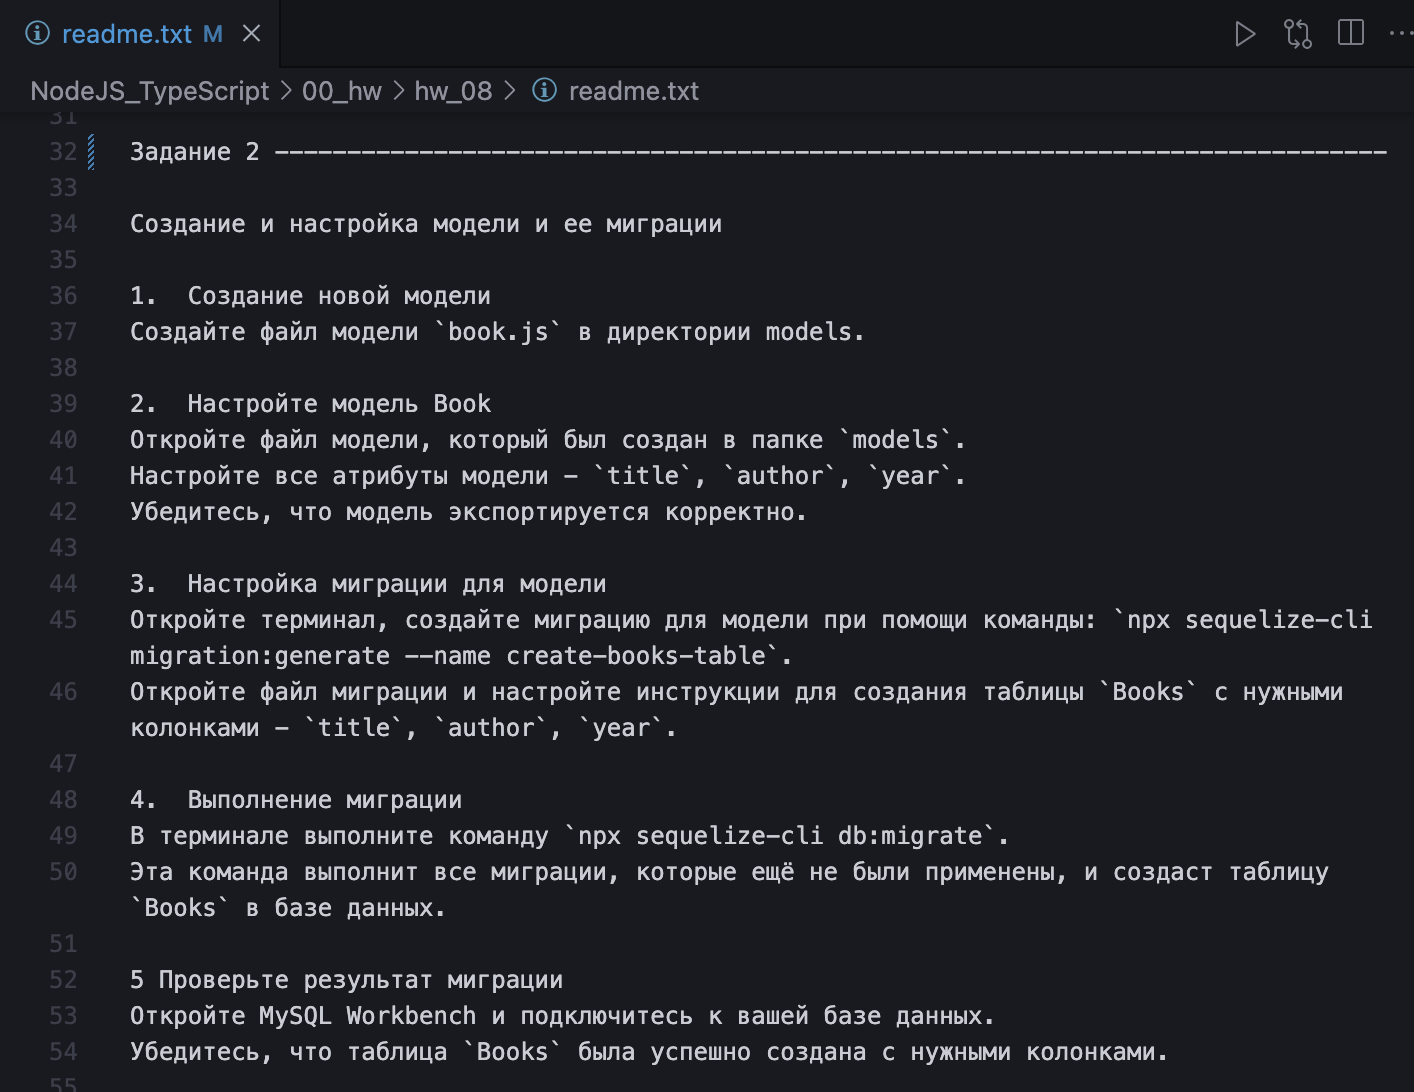 readme.txt M
NodeJS_TypeScript > 00_hw > hw_08 > readme.txt
31
32 Задание 2 -----------------------------------------------------------------------------
33
34 Создание и настройка модели и ее миграции
35
36 1.  Создание новой модели
37 Создайте файл модели `book.js` в директории models.
38
39 2.  Настройте модель Book
40 Откройте файл модели, который был создан в папке `models`.
41 Настройте все атрибуты модели - `title`, `author`, `year`.
42 Убедитесь, что модель экспортируется корректно.
43
44 3.  Настройка миграции для модели
45 Откройте терминал, создайте миграцию для модели при помощи команды: `npx sequelize-cli
migration:generate --name create-books-table`.
46 Откройте файл миграции и настройте инструкции для создания таблицы `Books` с нужными
колонками - `title`, `author`, `year`.
47
48 4.  Выполнение миграции
49 В терминале выполните команду `npx sequelize-cli db:migrate`.
50 Эта команда выполнит все миграции, которые ещё не были применены, и создаст таблицу
`Books` в базе данных.
51
52 5 Проверьте результат миграции
53 Откройте MySQL Workbench и подключитесь к вашей базе данных.
54 Убедитесь, что таблица `Books` была успешно создана с нужными колонками.
55